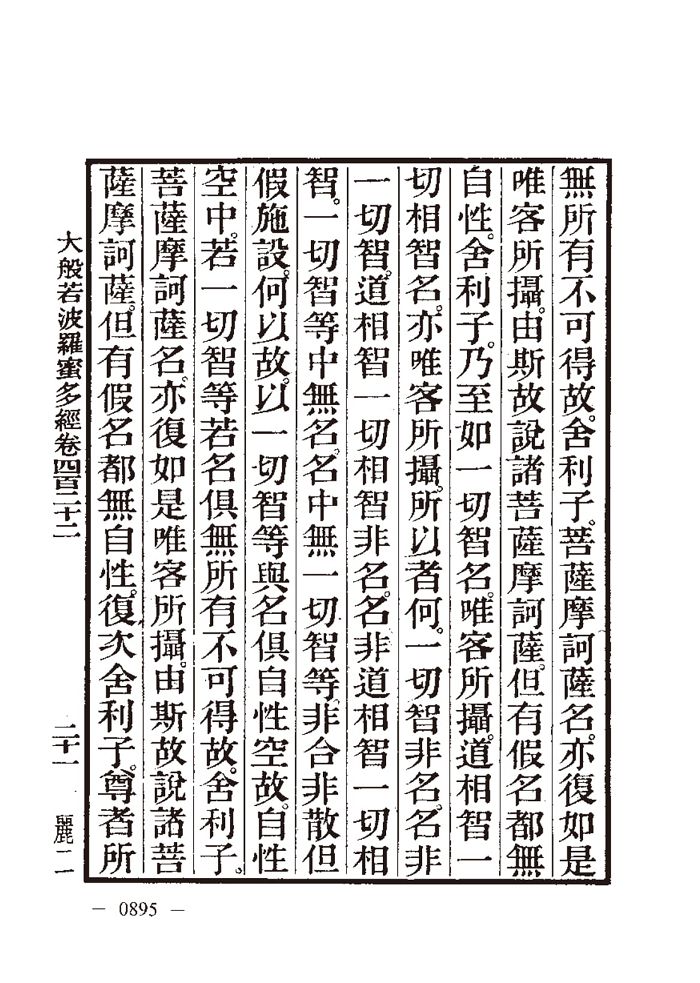 無所有不可得故。舍利子。菩薩摩訶薩名。亦復如是
唯客所攝。由斯故說諸菩薩摩訶薩。但有假名都無
自性。舍利子。乃至如一切智名。唯客所攝。道相智一
切相智名。亦唯客所攝。所以者何。一切智非名。名非
一切智。道相智一切相智非名。名非道相智一切相
智。一切智等中無名。名中無一切智等。非合非散但
假施設。何以故。以一切智等與名俱自性空故。自性
空中。若一切智等若名俱無所有不可得故。舍利子。
菩薩摩訶薩名。亦復如是唯客所攝。由斯故說諸菩
薩摩訶薩。但有假名都無自性。復次舍利子。尊者所
大般若波羅蜜多經卷四百二十二
二十一
麗二
— 0895 —